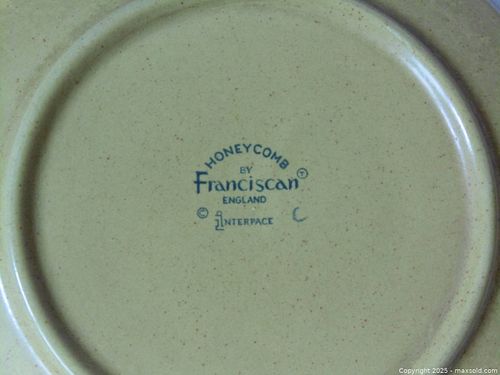 HONEYCOMB
BY
Franciscan
ENGLAND
© INTERPACE C
Copyright 2025 - maxsold.com